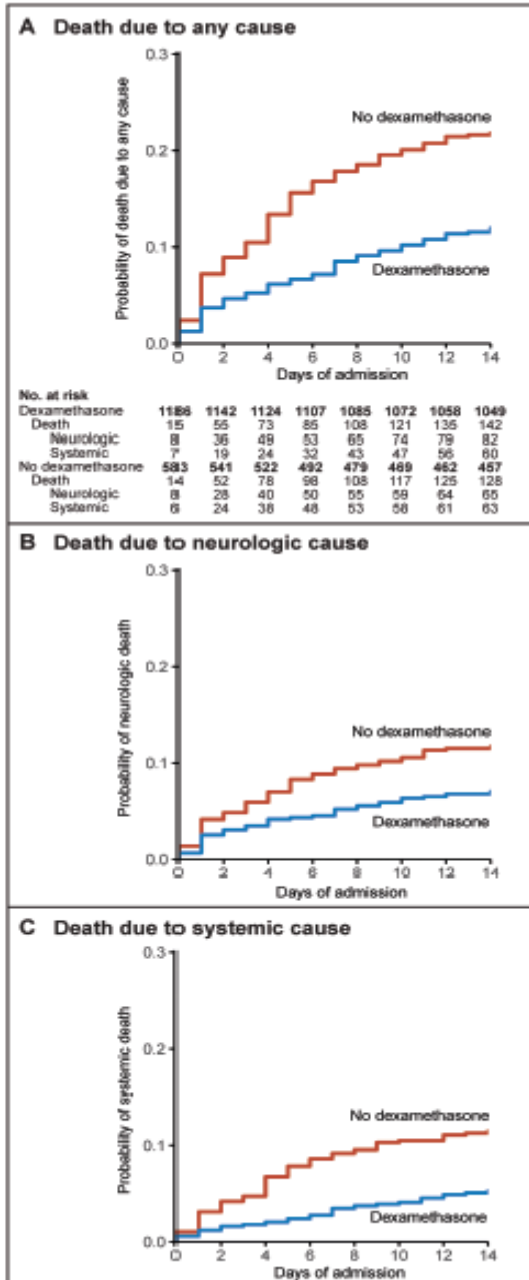 A Death due to any cause
0.3
No dexamethasone
0.2
Probability of death due to any cause
0.1
Dexamethasone
0.0
0 2 4 6 8 10 12 14
Days of admission
No. at risk
Dexamethasone 1186 1142 1124 1107 1085 1072 1058 1049
Death 15 55 73 85 108 121 135 142
Neurologic 8 36 49 53 65 74 79 82
Systemic 7 19 24 32 43 47 56 60
No dexamethasone 583 541 522 492 479 469 462 457
Death 14 52 78 98 108 117 125 128
Neurologic 8 28 40 50 55 59 64 65
Systemic 6 24 38 48 53 58 61 63
B Death due to neurologic cause
0.3
0.2
Probability of neurologic death
No dexamethasone
0.1
Dexamethasone
0.0
0 2 4 6 8 10 12 14
Days of admission
C Death due to systemic cause
0.3
0.2
Probability of systemic death
No dexamethasone
0.1
Dexamethasone
0.0
0 2 4 6 8 10 12 14
Days of admission